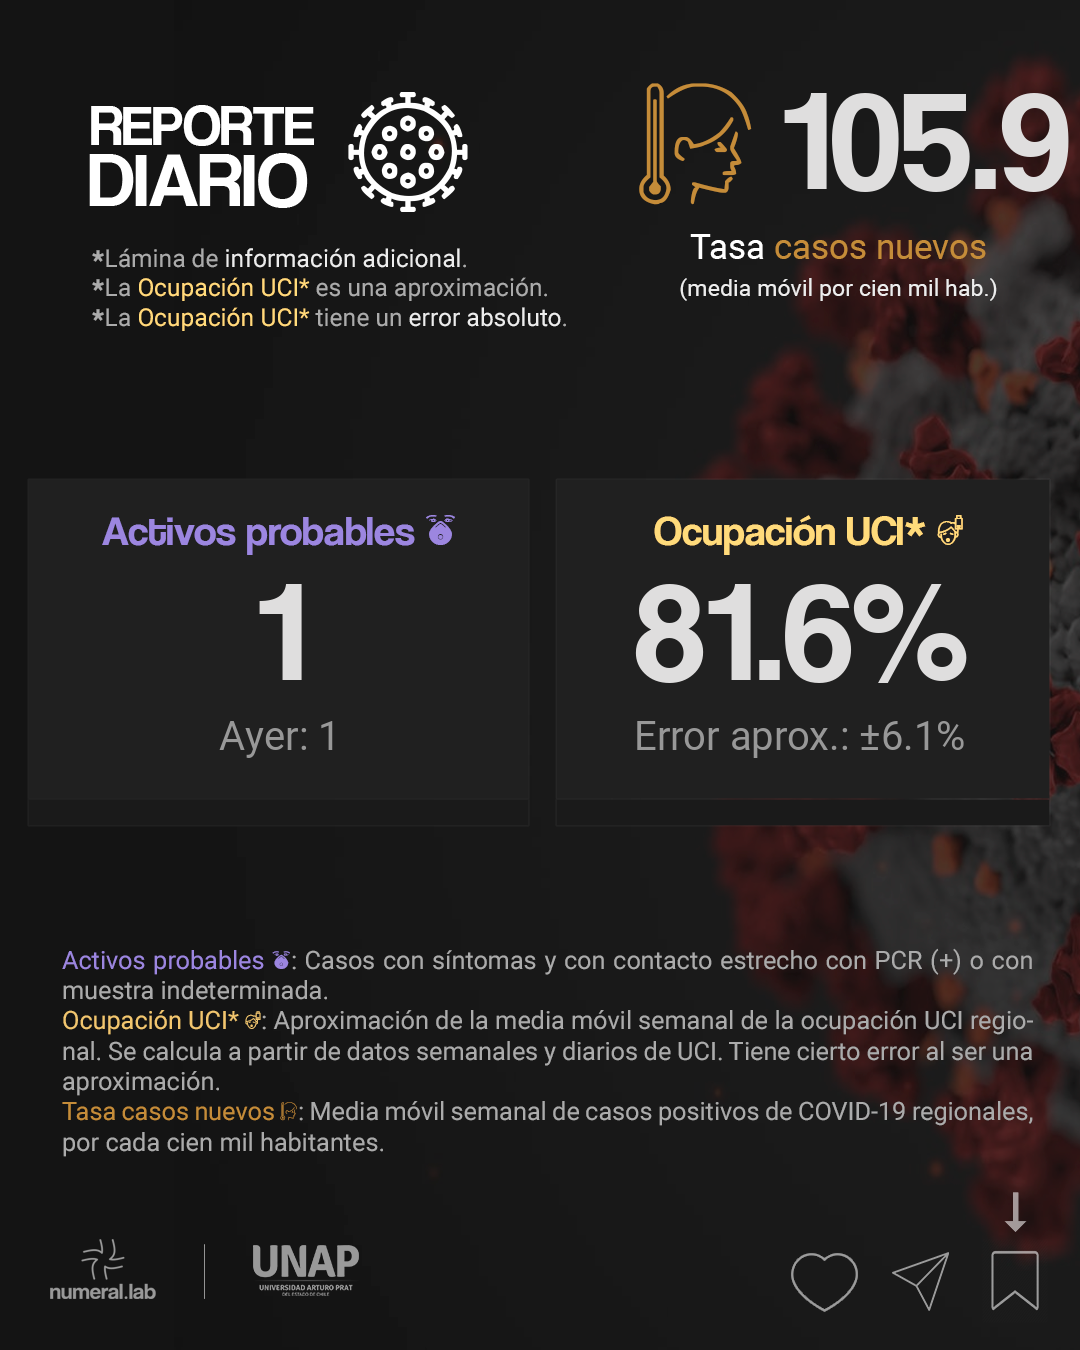 REPORTE
DIARIO
*Lámina de información adicional.
*La Ocupación UCI* es una aproximación.
*La Ocupación UCI* tiene un error absoluto.
105.9
Tasa casos nuevos
(media móvil por cien mil hab.)
Activos probables
1
Ayer: 1
Ocupación UCI*
81.6%
Error aprox.: ±6.1%
Activos probables : Casos con síntomas y con contacto estrecho con PCR (+) o con
muestra indeterminada.
Ocupación UCI* : Aproximación de la media móvil semanal de la ocupación UCI regio-
nal. Se calcula a partir de datos semanales y diarios de UCI. Tiene cierto error al ser una
aproximación.
Tasa casos nuevos : Media móvil semanal de casos positivos de COVID-19 regionales,
por cada cien mil habitantes.
numeral.lab
UNAP
UNIVERSIDAD ARTURO PRAT
DEL ESTADO DE CHILE